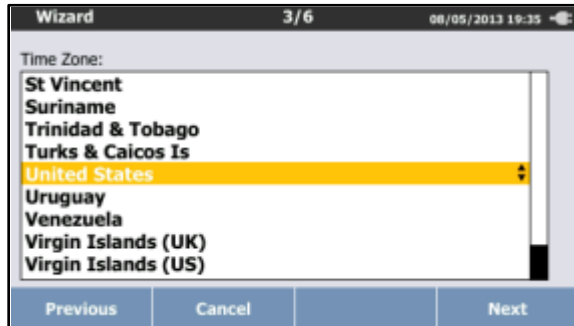 Wizard 3/6 08/05/2013 19:35
Time Zone:
St Vincent
Suriname
Trinidad & Tobago
Turks & Caicos Is
United States
Uruguay
Venezuela
Virgin Islands (UK)
Virgin Islands (US)
Previous Cancel Next